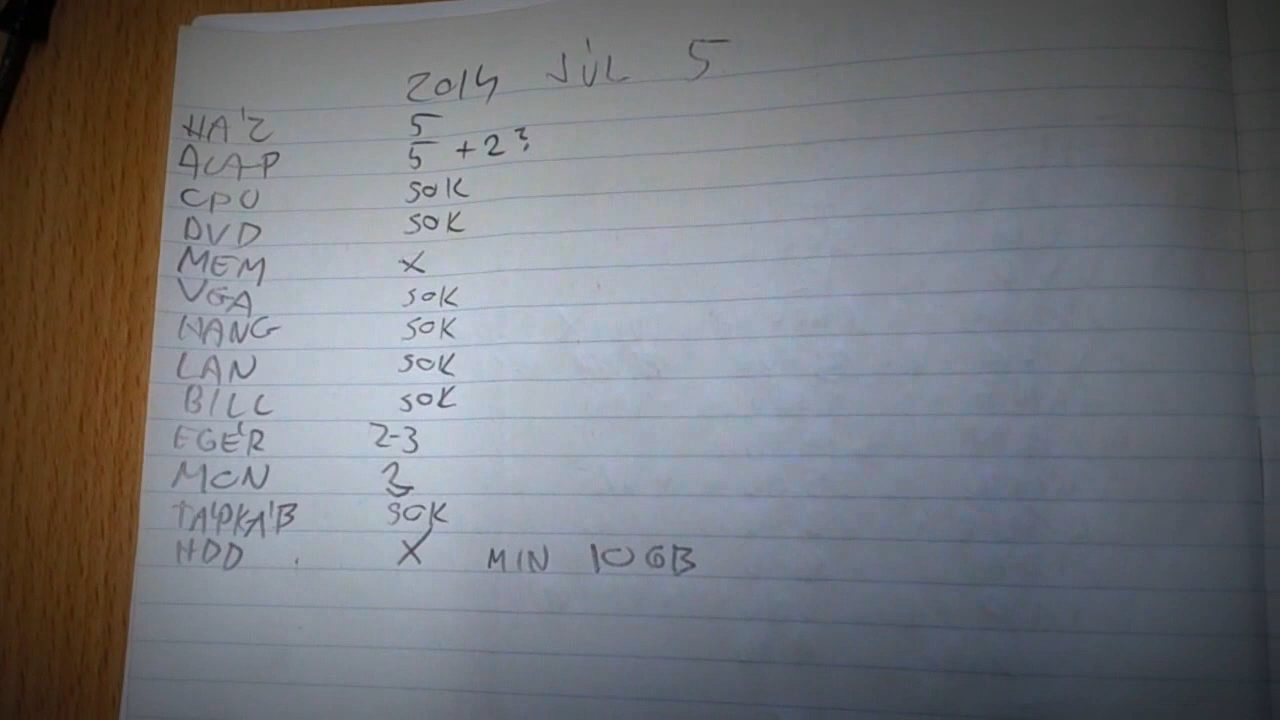 2014 JÚL 5
HÁZ 5
ALAP 5 + 2?
CPU SOK
DVD SOK
MEM X
VGA SOK
HANG SOK
LAN SOK
BILL SOK
EGÉR 2-3
MON 3
TÁPKÁB SOK
HDD X MIN 10GB